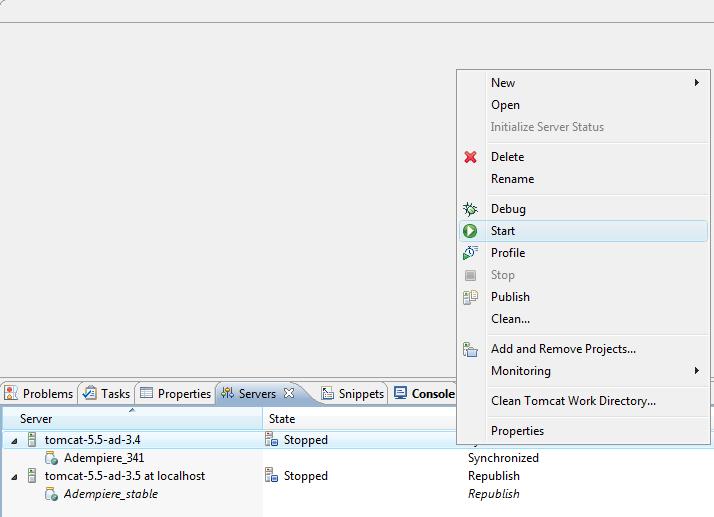 New
Open
Initialize Server Status
Delete
Rename
Debug
Start
Profile
Stop
Publish
Clean...
Add and Remove Projects...
Monitoring
Clean Tomcat Work Directory...
Properties
Problems Tasks Properties Servers Snippets Console
Server State
tomcat-5.5-ad-3.4 Stopped
Adempiere_341 Synchronized
tomcat-5.5-ad-3.5 at localhost Stopped Republish
Adempiere_stable Republish